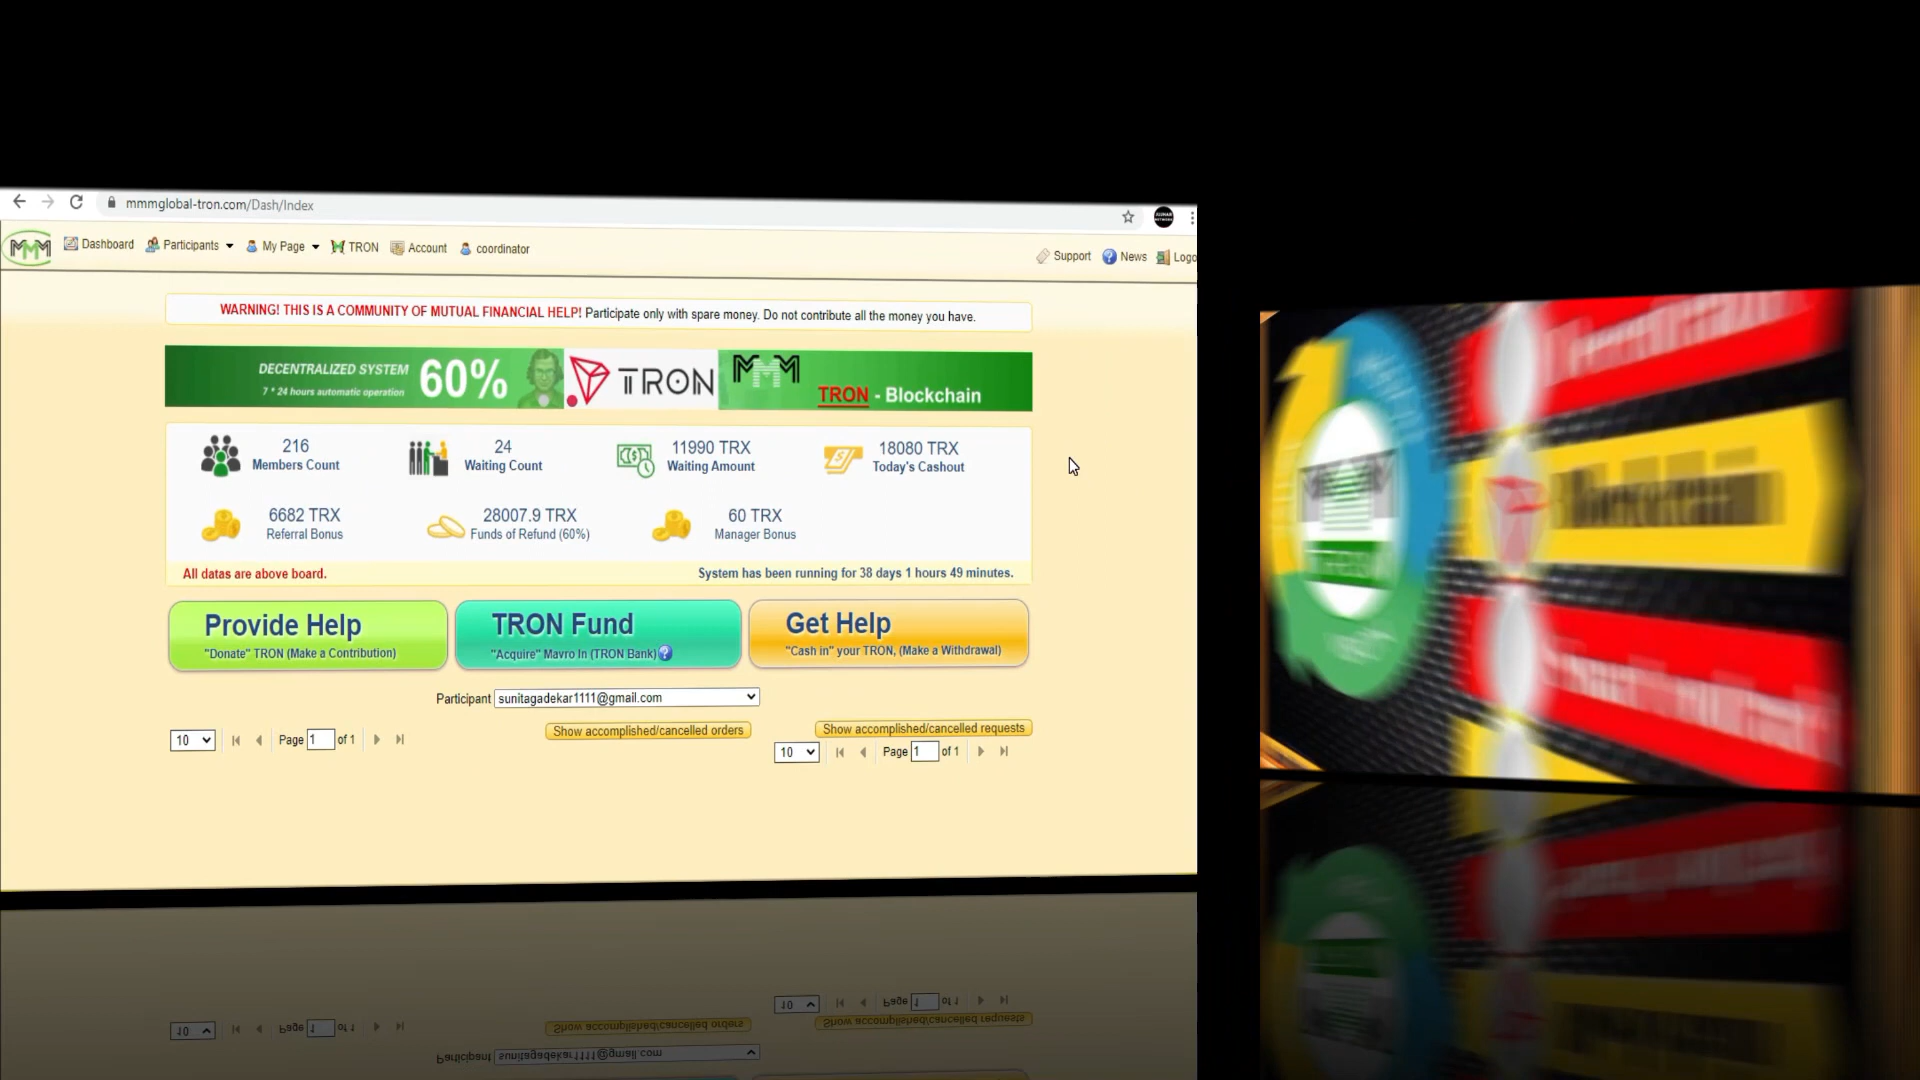 mmmglobal-tron.com/Dash/Index
MMM Dashboard Participants My Page TRON Account coordinator Support News Logo
WARNING! THIS IS A COMMUNITY OF MUTUAL FINANCIAL HELP! Participate only with spare money. Do not contribute all the money you have.
DECENTRALIZED SYSTEM 60% TRON MMM
7 * 24 hours automatic operation TRON - Blockchain
216 24 11990 TRX 18080 TRX
Members Count Waiting Count Waiting Amount Today's Cashout
6682 TRX 28007.9 TRX 60 TRX
Referral Bonus Funds of Refund (60%) Manager Bonus
All datas are above board. System has been running for 38 days 1 hours 49 minutes.
Provide Help TRON Fund Get Help
"Donate" TRON (Make a Contribution) "Acquire" Mavro In (TRON Bank) ? "Cash in" your TRON, (Make a Withdrawal)
Participant sunitagadekar1111@gmail.com
Show accomplished/cancelled orders Show accomplished/cancelled requests
10 Page 1 of 1 10 Page 1 of 1